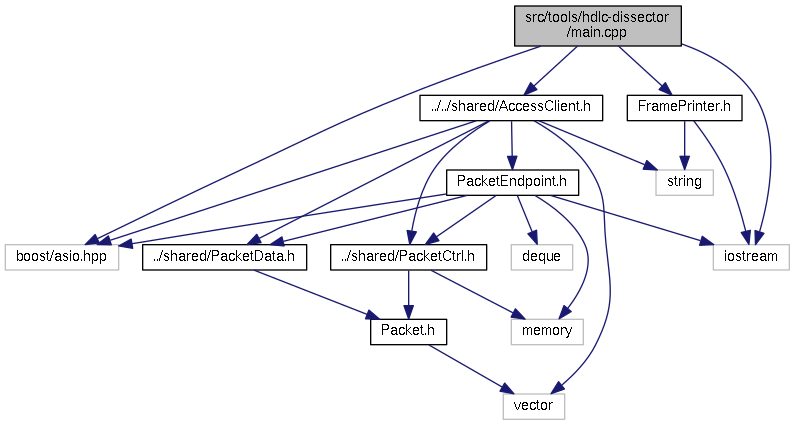 src/tools/hdlc-dissector
/main.cpp
../../shared/AccessClient.h
FramePrinter.h
PacketEndpoint.h
string
boost/asio.hpp
../shared/PacketData.h
../shared/PacketCtrl.h
deque
iostream
Packet.h
memory
vector